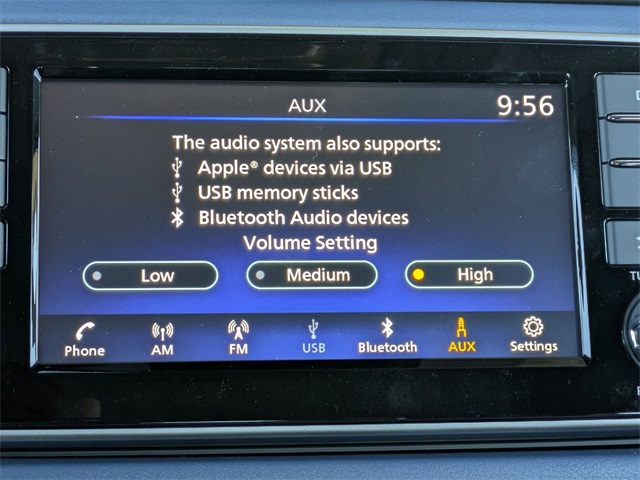 AUX
9:56
The audio system also supports:
Apple® devices via USB
USB memory sticks
Bluetooth Audio devices
Volume Setting
Low Medium High
Phone AM FM USB Bluetooth AUX Settings